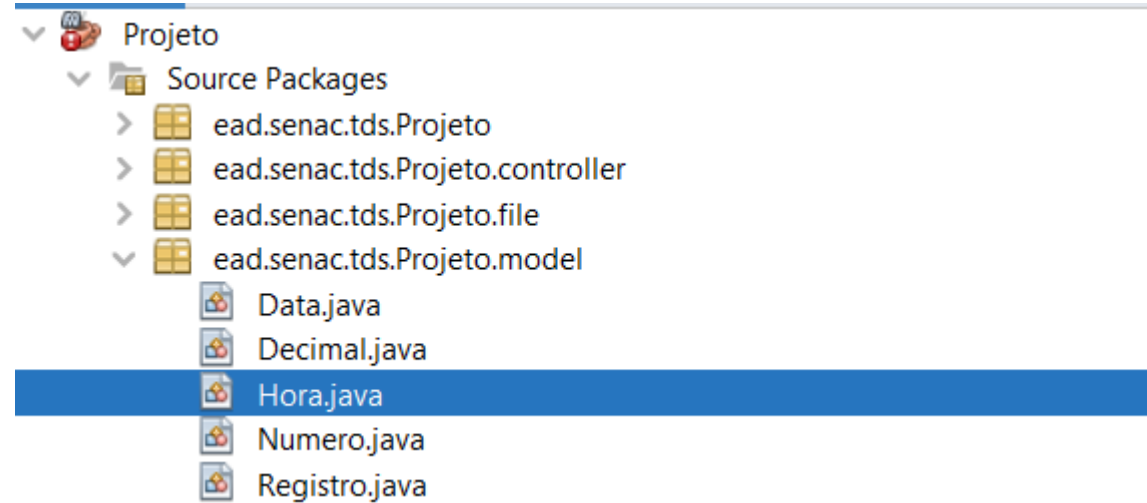 Projeto
Source Packages
ead.senac.tds.Projeto
ead.senac.tds.Projeto.controller
ead.senac.tds.Projeto.file
ead.senac.tds.Projeto.model
Data.java
Decimal.java
Hora.java
Numero.java
Registro.java